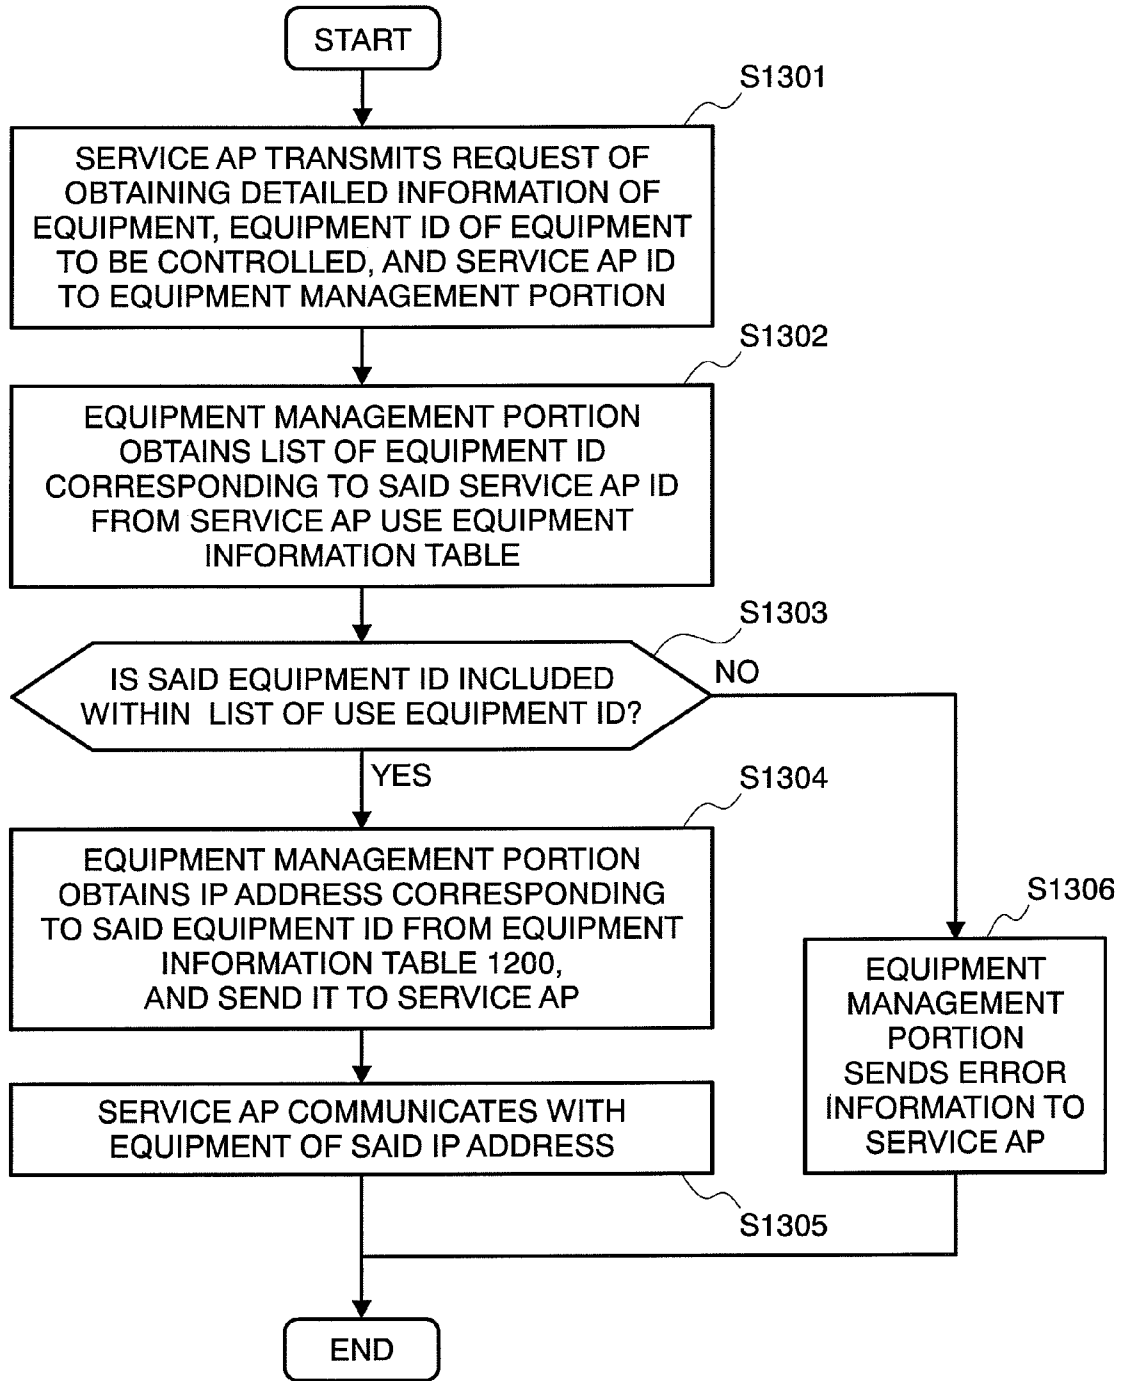 START
S1301
SERVICE AP TRANSMITS REQUEST OF
OBTAINING DETAILED INFORMATION OF
EQUIPMENT, EQUIPMENT ID OF EQUIPMENT
TO BE CONTROLLED, AND SERVICE AP ID
TO EQUIPMENT MANAGEMENT PORTION
S1302
EQUIPMENT MANAGEMENT PORTION
OBTAINS LIST OF EQUIPMENT ID
CORRESPONDING TO SAID SERVICE AP ID
FROM SERVICE AP USE EQUIPMENT
INFORMATION TABLE
S1303
IS SAID EQUIPMENT ID INCLUDED
WITHIN LIST OF USE EQUIPMENT ID?
NO
YES
S1304
EQUIPMENT MANAGEMENT PORTION
OBTAINS IP ADDRESS CORRESPONDING
TO SAID EQUIPMENT ID FROM EQUIPMENT
INFORMATION TABLE 1200,
AND SEND IT TO SERVICE AP
S1306
EQUIPMENT
MANAGEMENT
PORTION
SENDS ERROR
INFORMATION TO
SERVICE AP
SERVICE AP COMMUNICATES WITH
EQUIPMENT OF SAID IP ADDRESS
S1305
END